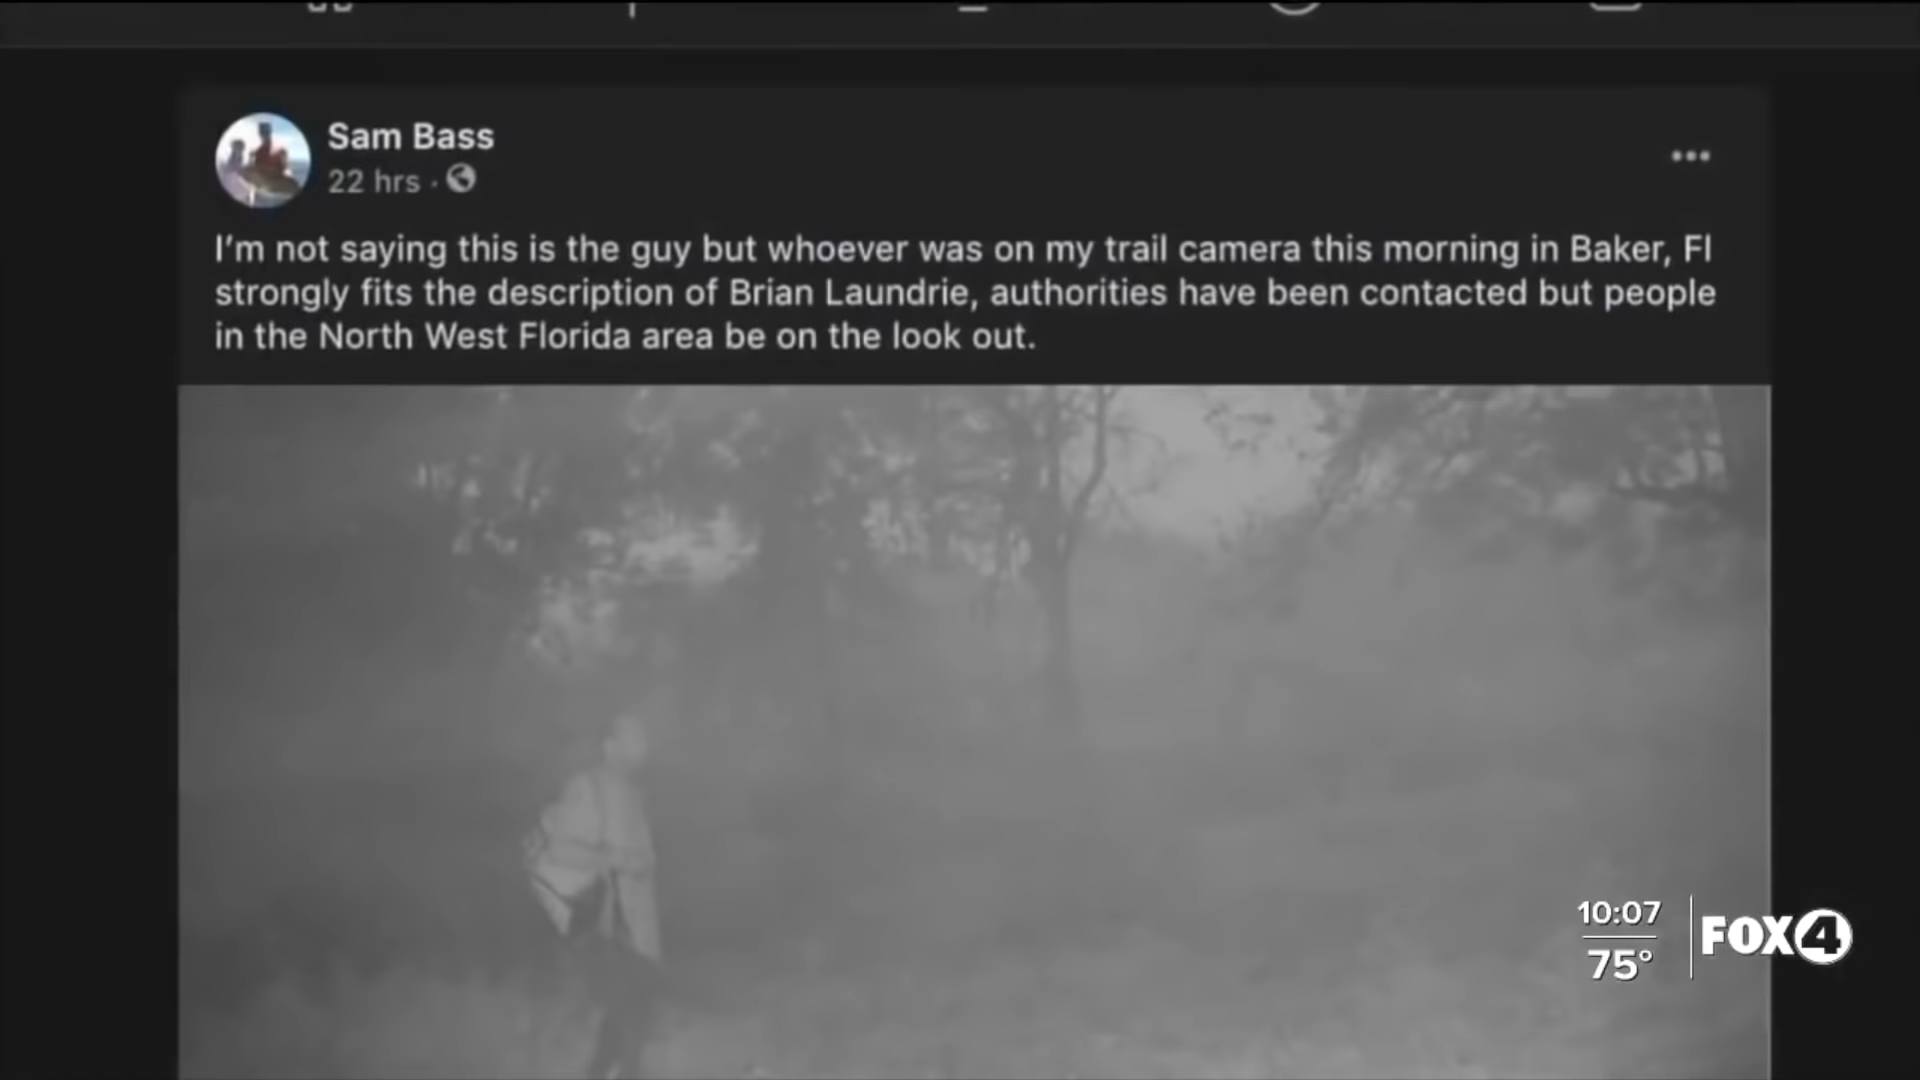 Sam Bass
22 hrs ·
I'm not saying this is the guy but whoever was on my trail camera this morning in Baker, Fl
strongly fits the description of Brian Laundrie, authorities have been contacted but people
in the North West Florida area be on the look out.
10:07
75°
FOX 4